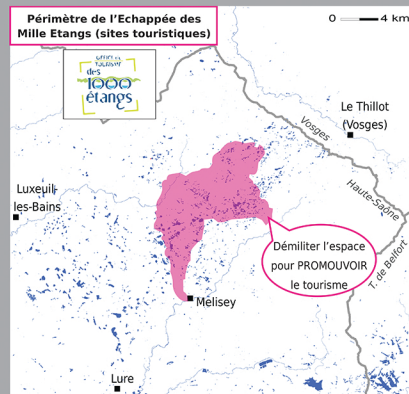 Périmètre de l'Echappée des
Mille Etangs (sites touristiques)
0 4 km
des
1000
étangs
Le Thillot
(Vosges)
Vosges
Haute-Saône
T. de Belfort
Luxeuil
les-Bains
Démiliter l'espace
pour PROMOUVOIR
le tourisme
Melisey
Lure